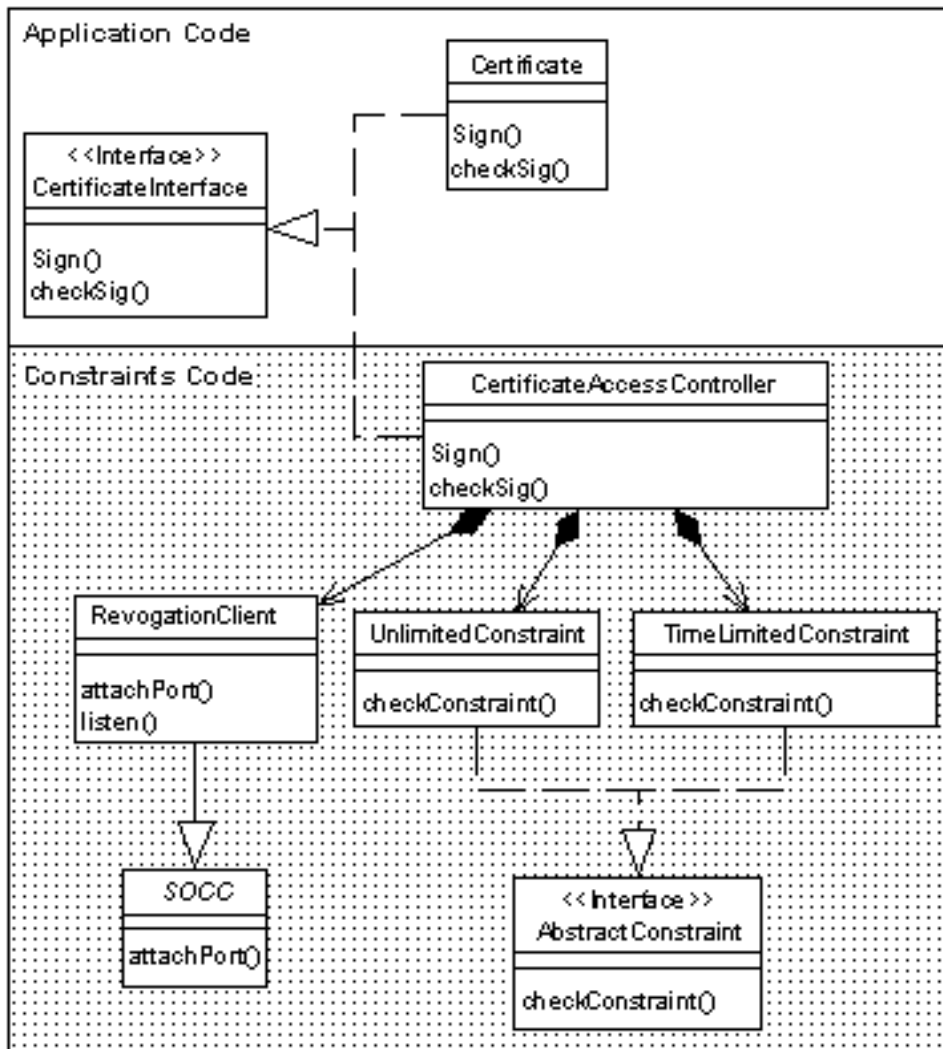 Application Code
Certificate
Sign()
checkSig()
<<Interface>>
CertificateInterface
Sign()
checkSig()
Constraints Code
CertificateAccessController
Sign()
checkSig()
RevogationClient
attachPort()
listen()
UnlimitedConstraint
checkConstraint()
TimeLimitedConstraint
checkConstraint()
SOCC
attachPort()
<<Interface>>
AbstractConstraint
checkConstraint()